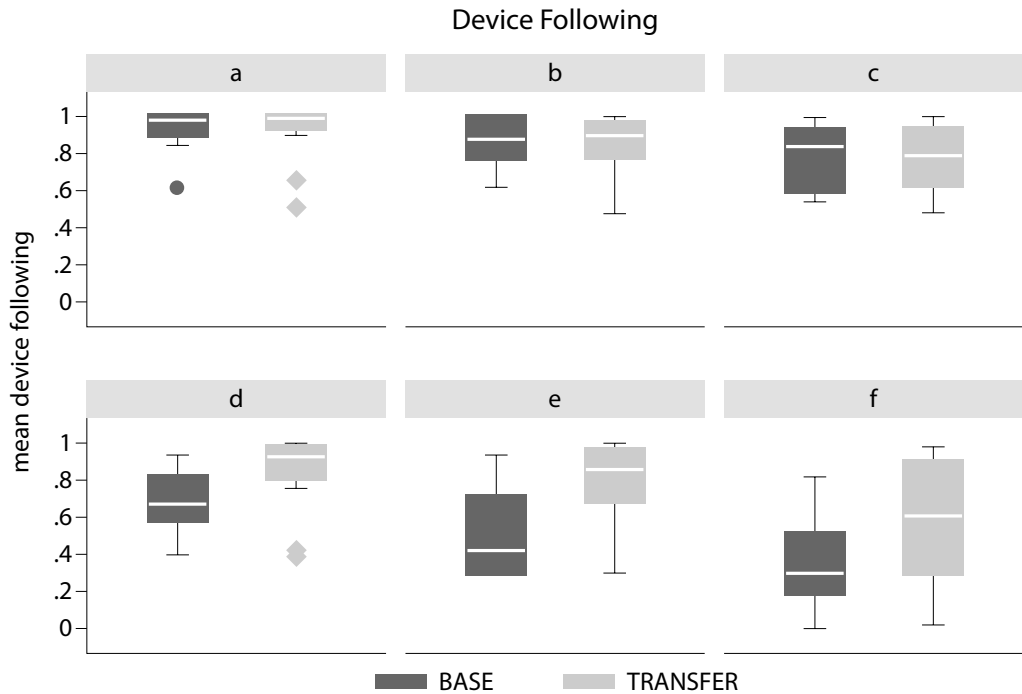 Device Following
a
b
c
1
.8
.6
.4
.2
0
mean device following
d
e
f
1
.8
.6
.4
.2
0
BASE
TRANSFER